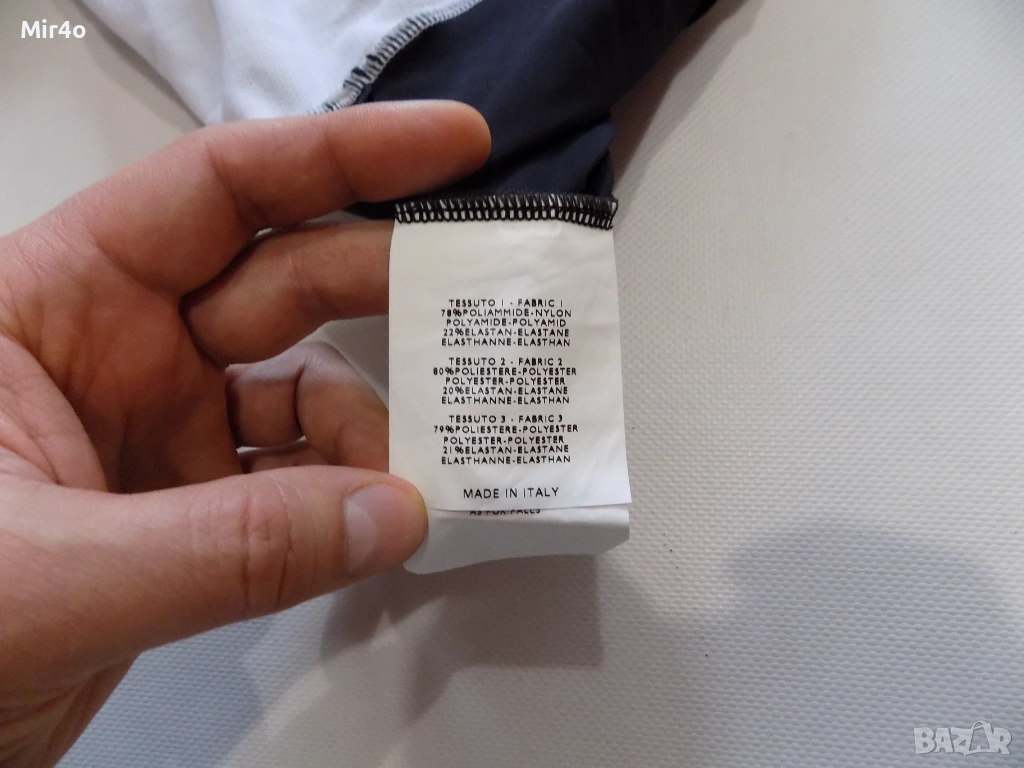 Mir4o
TESSUTO 1 - FABRIC 1
78%POLIAMMIDE-NYLON
POLYAMIDE-POLYAMID
22%ELASTAN-ELASTANE
ELASTHANNE-ELASTHAN
TESSUTO 2 - FABRIC 2
80%POLIESTERE-POLYESTER
POLYESTER-POLYESTER
20%ELASTAN-ELASTANE
ELASTHANNE-ELASTHAN
TESSUTO 3 - FABRIC 3
79%POLIESTERE-POLYESTER
POLYESTER-POLYESTER
21%ELASTAN-ELASTANE
ELASTHANNE-ELASTHAN
MADE IN ITALY
BAZAR